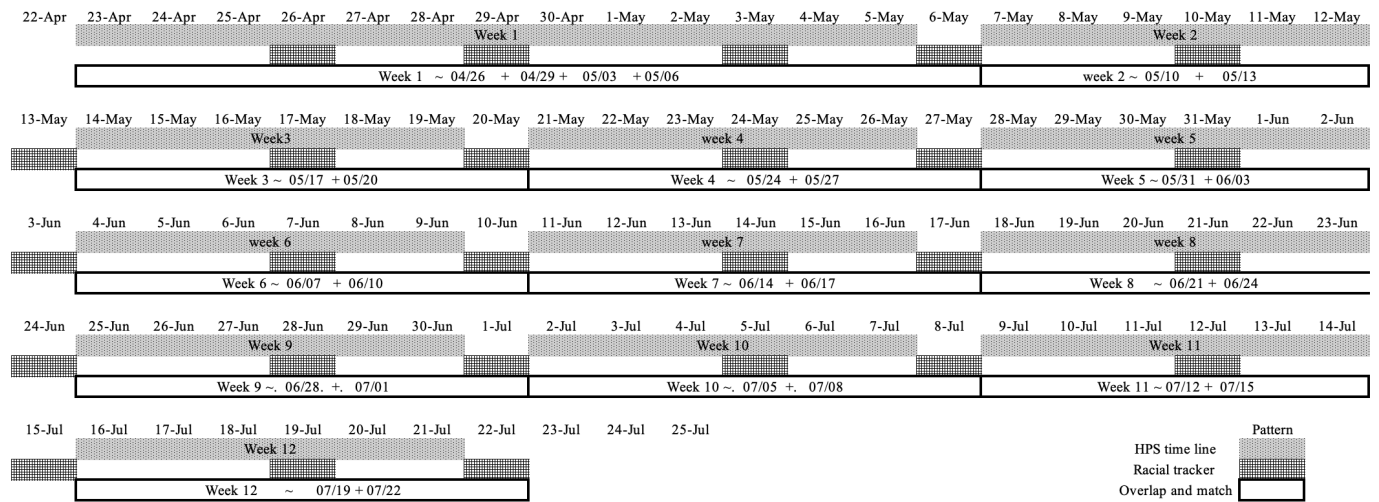 22-Apr 23-Apr 24-Apr 25-Apr 26-Apr 27-Apr 28-Apr 29-Apr 30-Apr 1-May 2-May 3-May 4-May 5-May 6-May 7-May 8-May 9-May 10-May 11-May 12-May
Week 1 Week 2
Week 1 ~ 04/26 + 04/29 + 05/03 + 05/06 week 2 ~ 05/10 + 05/13
13-May 14-May 15-May 16-May 17-May 18-May 19-May 20-May 21-May 22-May 23-May 24-May 25-May 26-May 27-May 28-May 29-May 30-May 31-May 1-Jun 2-Jun
Week3 week 4 week 5
Week 3 ~ 05/17 + 05/20 Week 4 ~ 05/24 + 05/27 Week 5 ~ 05/31 + 06/03
3-Jun 4-Jun 5-Jun 6-Jun 7-Jun 8-Jun 9-Jun 10-Jun 11-Jun 12-Jun 13-Jun 14-Jun 15-Jun 16-Jun 17-Jun 18-Jun 19-Jun 20-Jun 21-Jun 22-Jun 23-Jun
week 6 week 7 week 8
Week 6 ~ 06/07 + 06/10 Week 7 ~ 06/14 + 06/17 Week 8 ~ 06/21 + 06/24
24-Jun 25-Jun 26-Jun 27-Jun 28-Jun 29-Jun 30-Jun 1-Jul 2-Jul 3-Jul 4-Jul 5-Jul 6-Jul 7-Jul 8-Jul 9-Jul 10-Jul 11-Jul 12-Jul 13-Jul 14-Jul
Week 9 Week 10 Week 11
Week 9 ~. 06/28. +. 07/01 Week 10 ~. 07/05 +. 07/08 Week 11 ~ 07/12 + 07/15
15-Jul 16-Jul 17-Jul 18-Jul 19-Jul 20-Jul 21-Jul 22-Jul 23-Jul 24-Jul 25-Jul Pattern
Week 12 HPS time line
Racial tracker
Week 12 ~ 07/19 + 07/22 Overlap and match